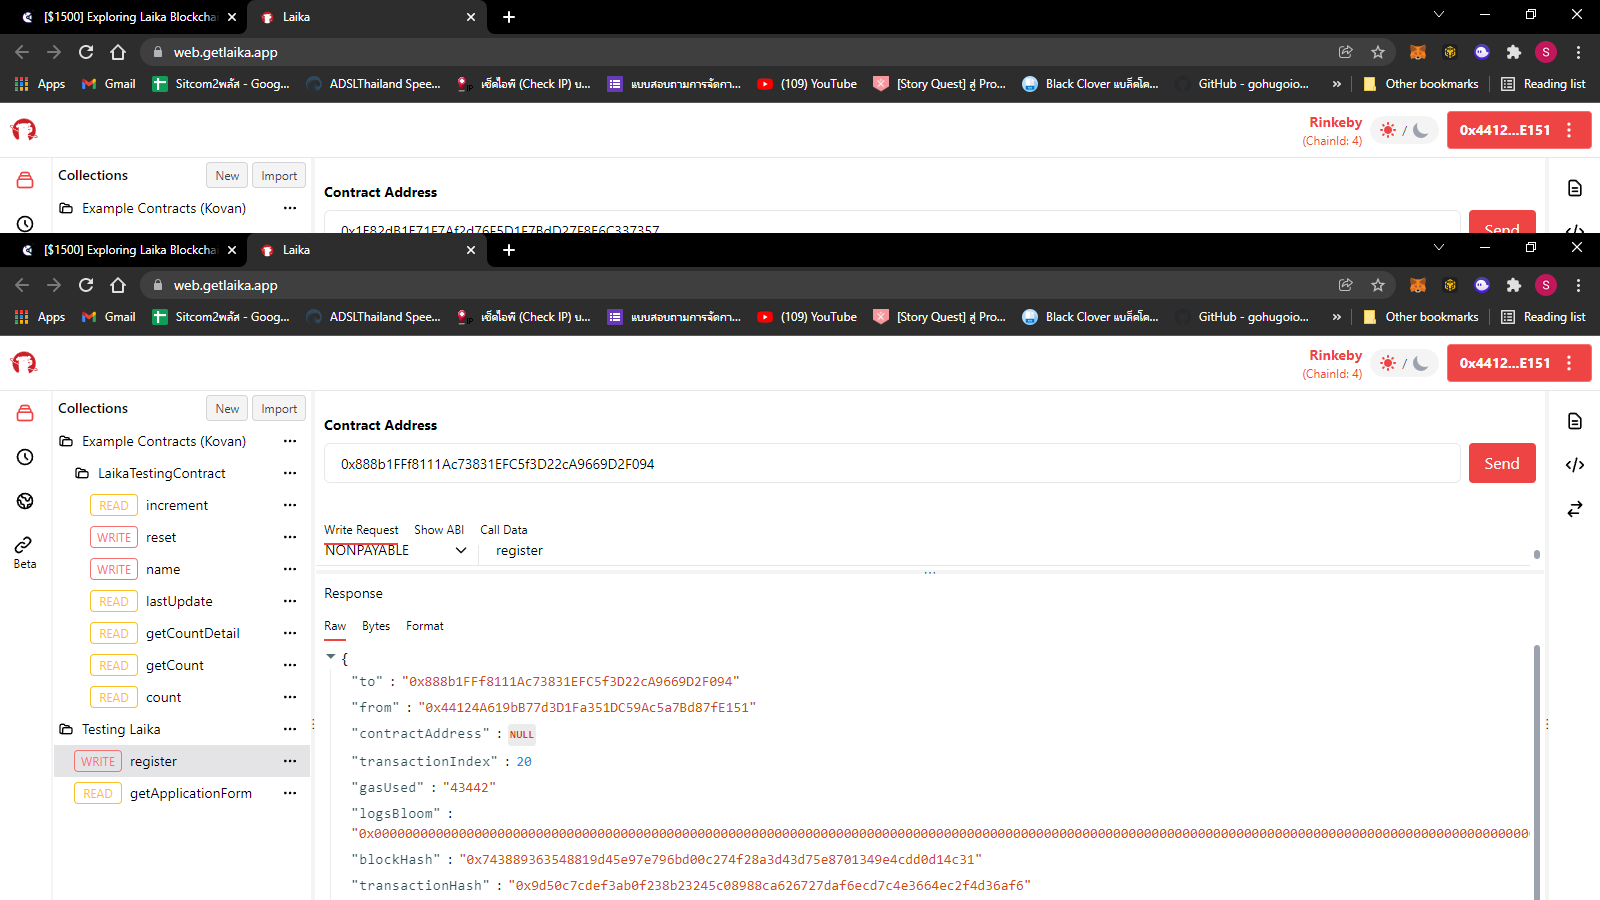 [$1500] Exploring Laika Blockchai
Laika
web.getlaika.app
S
Apps
Gmail
Sitcom2พลัส - Goog...
ADSLThailand Spee...
เช็คไอพี (Check IP) บ...
แบบสอบถามการจัดกา...
(109) YouTube
[Story Quest] สู่ Pro...
Black Clover แบล็คโค...
GitHub - gohugoio...
»
Other bookmarks
Reading list
Rinkeby
(ChainId: 4)
/
0x4412...E151
Collections
New
Import
Example Contracts (Kovan)
Contract Address
Send
[$1500] Exploring Laika Blockchai
Laika
web.getlaika.app
S
Apps
Gmail
Sitcom2พลัส - Goog...
ADSLThailand Spee...
เช็คไอพี (Check IP) บ...
แบบสอบถามการจัดกา...
(109) YouTube
[Story Quest] สู่ Pro...
Black Clover แบล็คโค...
GitHub - gohugoio...
»
Other bookmarks
Reading list
Rinkeby
(ChainId: 4)
/
0x4412...E151
Collections
New
Import
Example Contracts (Kovan)
LaikaTestingContract
READ increment
WRITE reset
WRITE name
READ lastUpdate
READ getCountDetail
READ getCount
READ count
Testing Laika
WRITE register
READ getApplicationForm
Beta
Contract Address
0x888b1FFf8111Ac73831EFC5f3D22cA9669D2F094
Send
Write Request Show ABI Call Data
NONPAYABLE register
Response
Raw Bytes Format
{
"to" : "0x888b1FFf8111Ac73831EFC5f3D22cA9669D2F094"
"from" : "0x44124A619bB77d3D1Fa351DC59Ac5a7Bd87fE151"
"contractAddress" : NULL
"transactionIndex" : 20
"gasUsed" : "43442"
"logsBloom" :
"blockHash" : "0x743889363548819d45e97e796bd00c274f28a3d43d75e8701349e4cdd0d14c31"
"transactionHash" : "0x9d50c7cdef3ab0f238b23245c08988ca626727daf6ecd7c4e3664ec2f4d36af6"